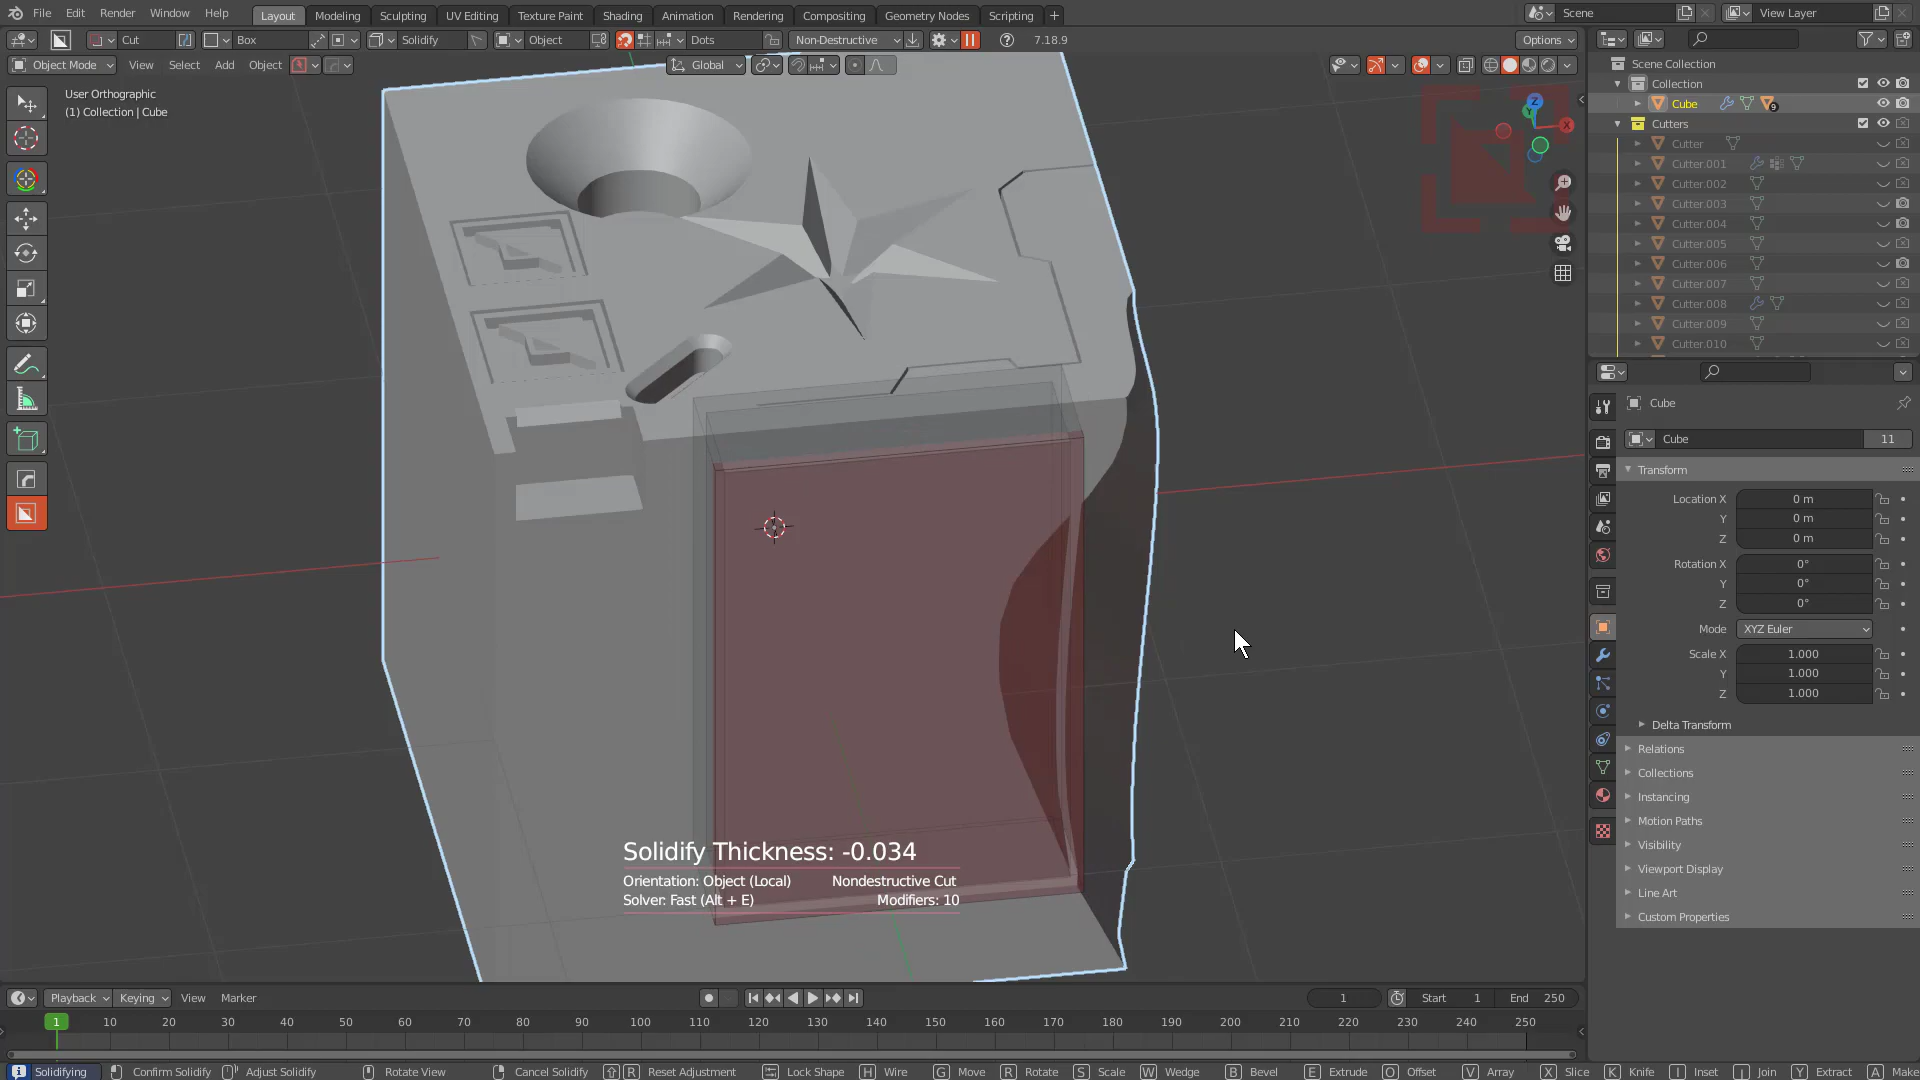 File Edit Render Window Help Layout Modeling Sculpting UV Editing Texture Paint Shading Animation Rendering Compositing Geometry Nodes Scripting + Scene View Layer
Cut Box Solidify Object Dots Non-Destructive 7.18.9 Options
Object Mode View Select Add Object Global
User Orthographic
(1) Collection | Cube
Z
Y
X
Scene Collection
Collection
Cube 9
Cutters
Cutter
Cutter.001
Cutter.002
Cutter.003
Cutter.004
Cutter.005
Cutter.006
Cutter.007
Cutter.008
Cutter.009
Cutter.010
Cube
Cube 11
Transform
Location X 0 m
Y 0 m
Z 0 m
Rotation X 0°
Y 0°
Z 0°
Mode XYZ Euler
Scale X 1.000
Y 1.000
Z 1.000
Delta Transform
Relations
Collections
Instancing
Motion Paths
Visibility
Viewport Display
Line Art
Custom Properties
Solidify Thickness: -0.034
Orientation: Object (Local) Nondestructive Cut
Solver: Fast (Alt + E) Modifiers: 10
Playback Keying View Marker 1 Start 1 End 250
1 10 20 30 40 50 60 70 80 90 100 110 120 130 140 150 160 170 180 190 200 210 220 230 240 250
Solidifying Confirm Solidify Adjust Solidify Rotate View Cancel Solidify R Reset Adjustment Lock Shape H Wire G Move R Rotate S Scale W Wedge B Bevel E Extrude O Offset V Array X Slice K Knife I Inset J Join Y Extract A Make